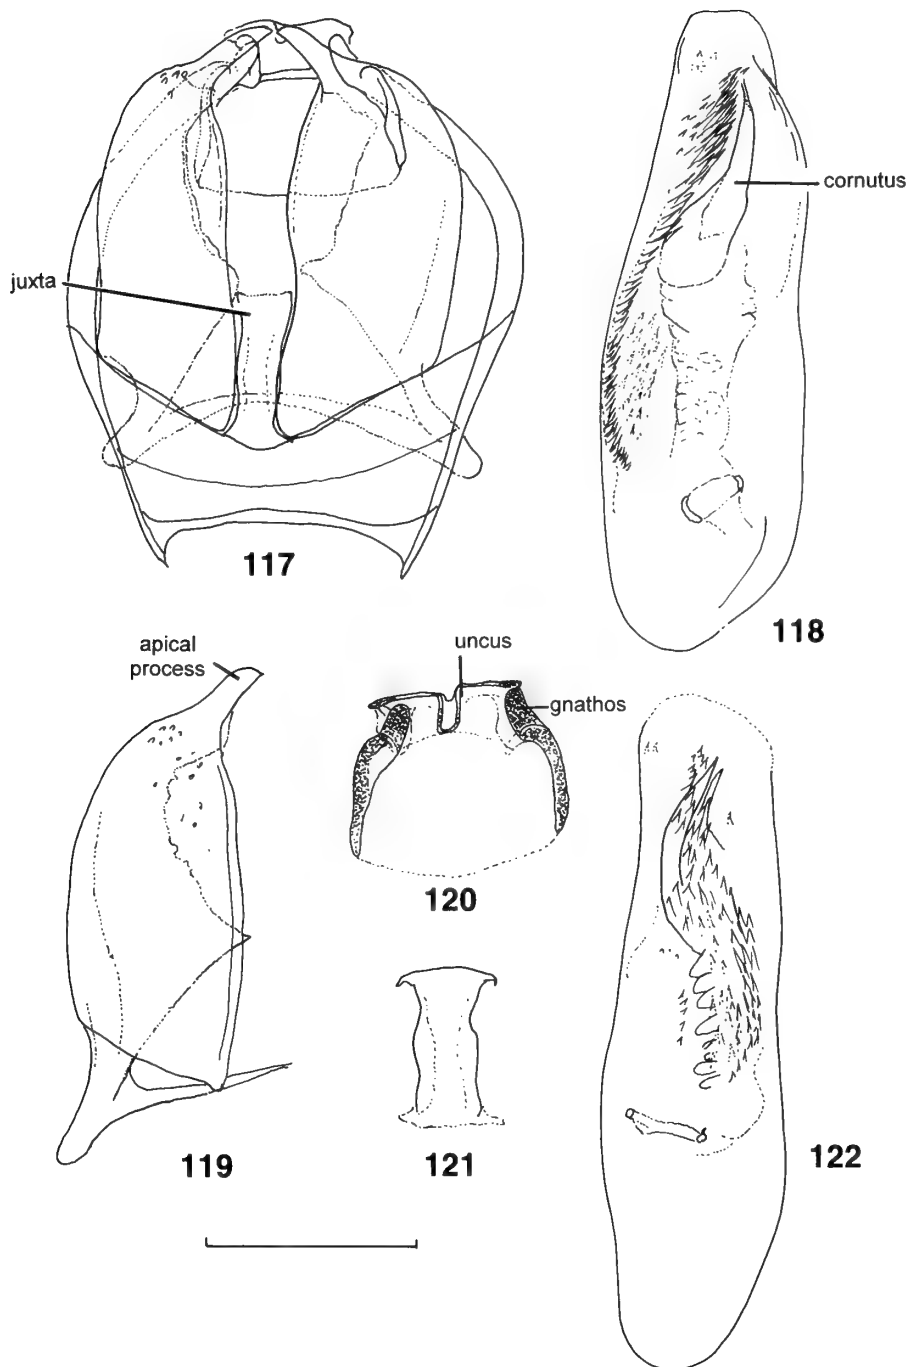 juxta
117
cornutus
118
apical
process
119
uncus
gnathos
120
121
122